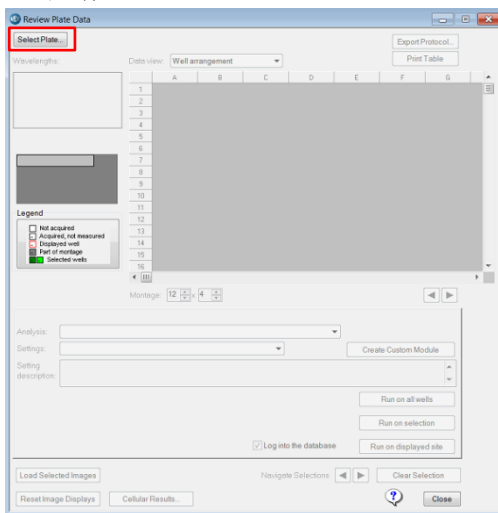 Review Plate Data
Select Plate...
Export Protocol...
Wavelengths:
Data view: Well arrangement
Print Table
A B C D E F G
1
2
3
4
5
6
7
8
9
10
11
12
13
14
15
16
Legend
Not acquired
Acquired, not measured
Displayed well
Part of montage
Selected wells
Montage: 12 x 4
Analysis:
Settings:
Create Custom Module
Setting
description:
Run on all wells
Run on selection
Log into the database
Run on displayed site
Load Selected Images
Navigate Selections
Clear Selection
Reset Image Displays
Cellular Results...
?
Close